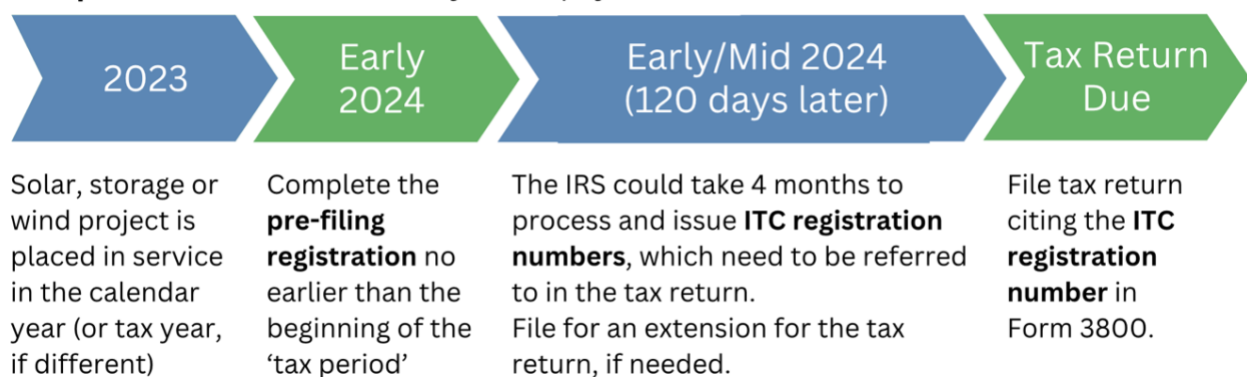 2023
Early
2024
Early/Mid 2024
(120 days later)
Tax Return
Due
Solar, storage or
wind project is
placed in service
in the calendar
year (or tax year,
if different)
Complete the
pre-filing
registration no
earlier than the
beginning of the
‘tax period’
The IRS could take 4 months to
process and issue ITC registration
numbers, which need to be referred
to in the tax return.
File for an extension for the tax
return, if needed.
File tax return
citing the ITC
registration
number in
Form 3800.